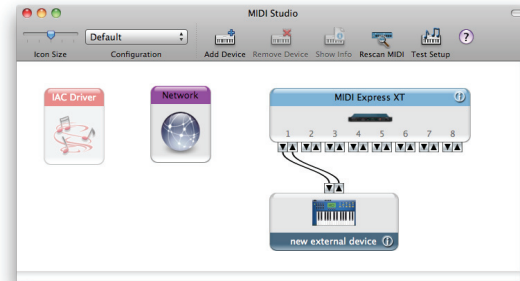 MIDI Studio
Default
Icon Size Configuration Add Device Remove Device Show Info Rescan MIDI Test Setup ?
IAC Driver Network MIDI Express XT
1 2 3 4 5 6 7 8
new external device